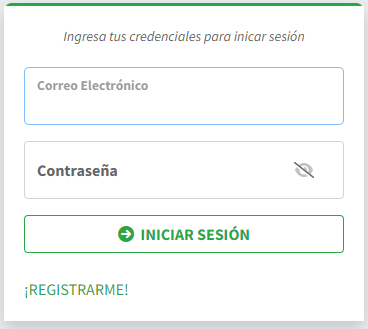 Ingresa tus credenciales para inicar sesión
Correo Electrónico
Contraseña
INICIAR SESIÓN
¡REGISTRARME!